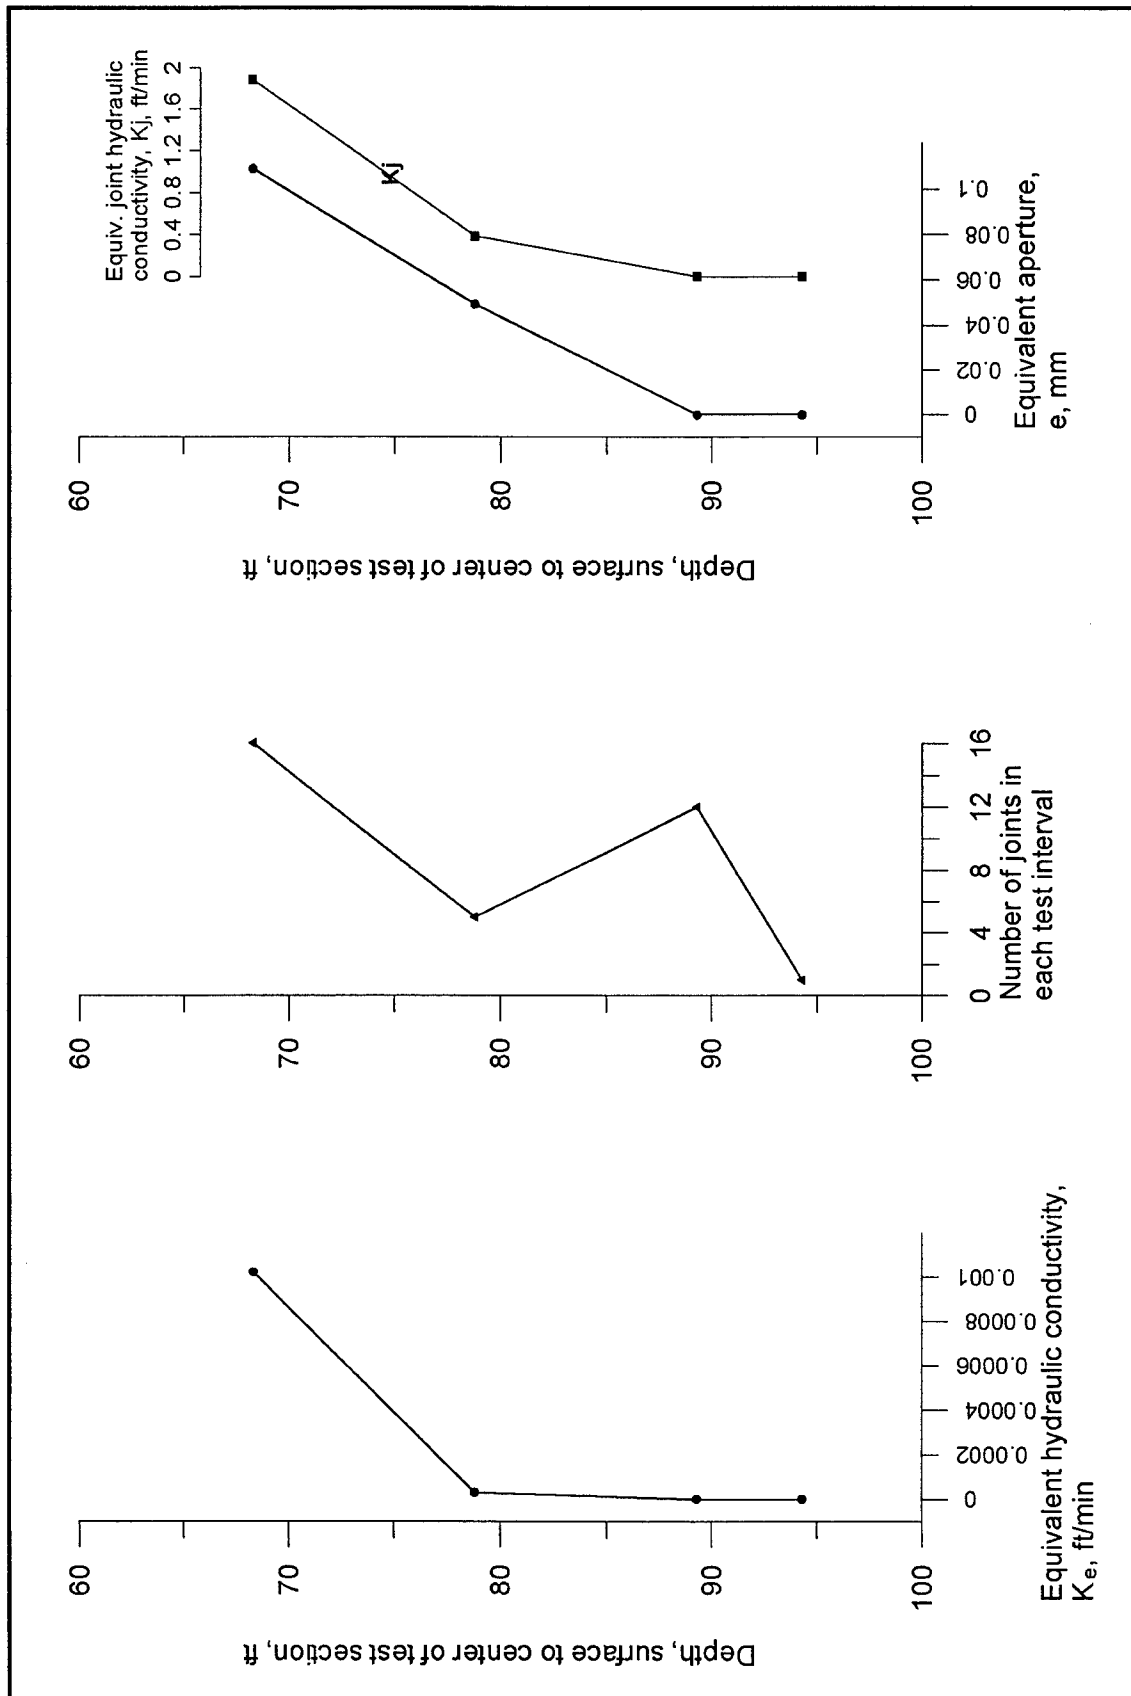 Equiv. joint hydraulic
conductivity, Kj, ft/min
0 0.4 0.8 1.2 1.6 2
Kj
60 70 80 90 100
Depth, surface to center of test section, ft
0 0.02 0.04 0.06 0.08 0.1
Equivalent aperture,
e, mm
60 70 80 90 100
0 4 8 12 16
Number of joints in
each test interval
60 70 80 90 100
Depth, surface to center of test section, ft
0 0.0002 0.0004 0.0006 0.0008 0.001
Equivalent hydraulic conductivity,
Ke, ft/min